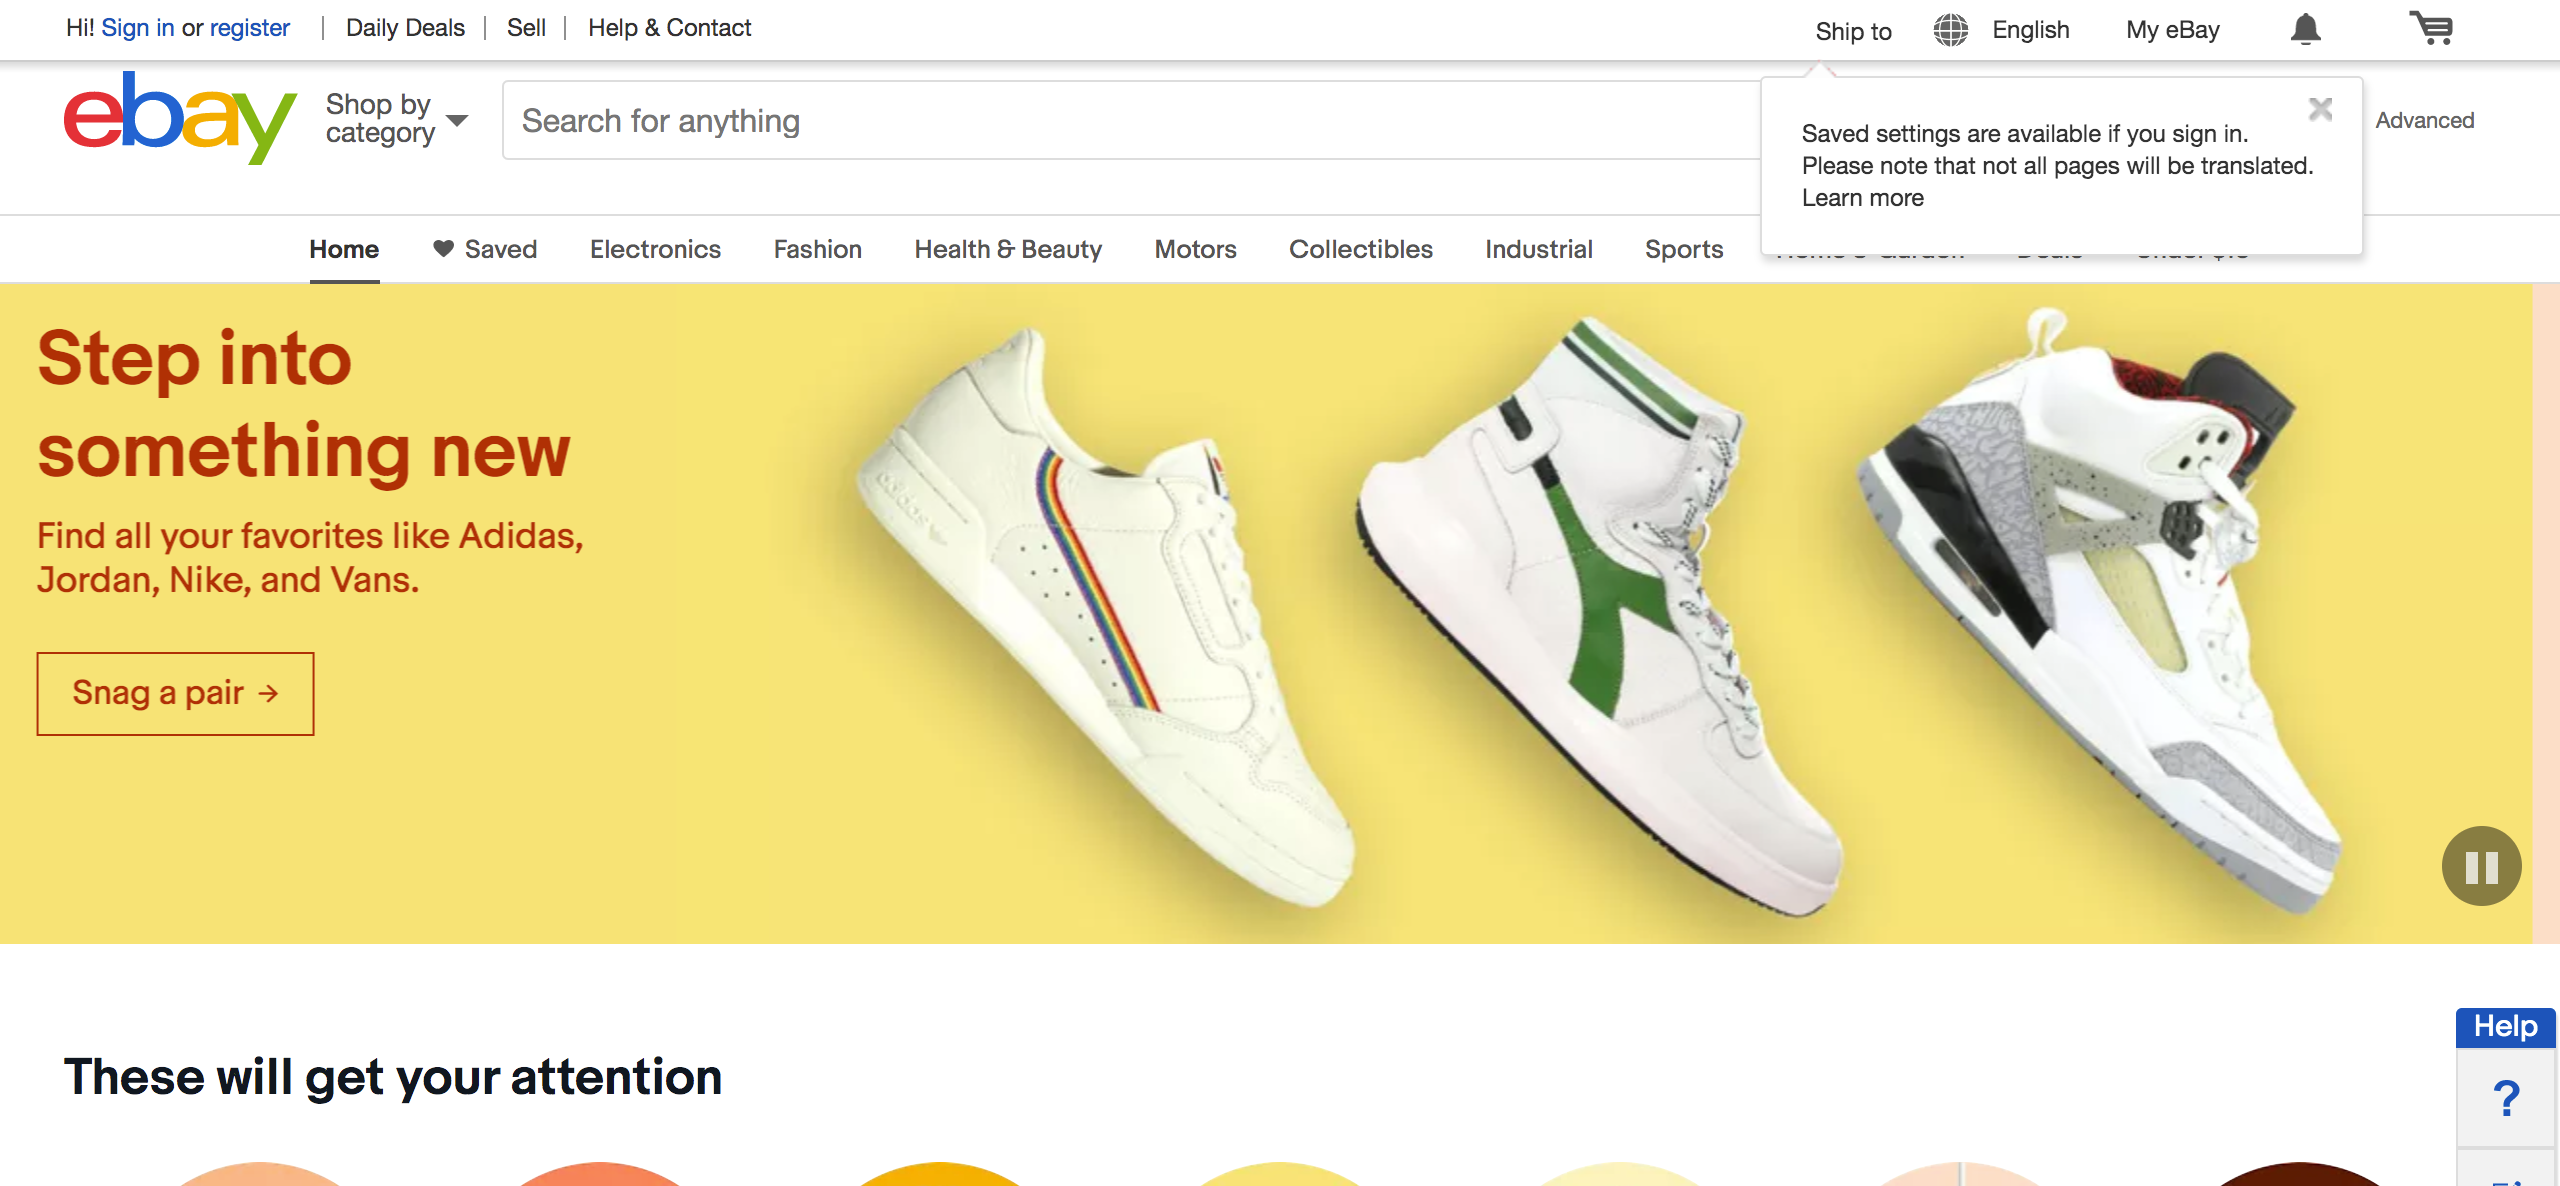 Hi! Sign in or register
Daily Deals
Sell
Help & Contact
Ship to
English
My eBay
ebay
Shop by
category
Search for anything
Advanced
Saved settings are available if you sign in.
Please note that not all pages will be translated.
Learn more
Home
Saved
Electronics
Fashion
Health & Beauty
Motors
Collectibles
Industrial
Sports
Step into
something new
Find all your favorites like Adidas,
Jordan, Nike, and Vans.
Snag a pair →
These will get your attention
Help
?